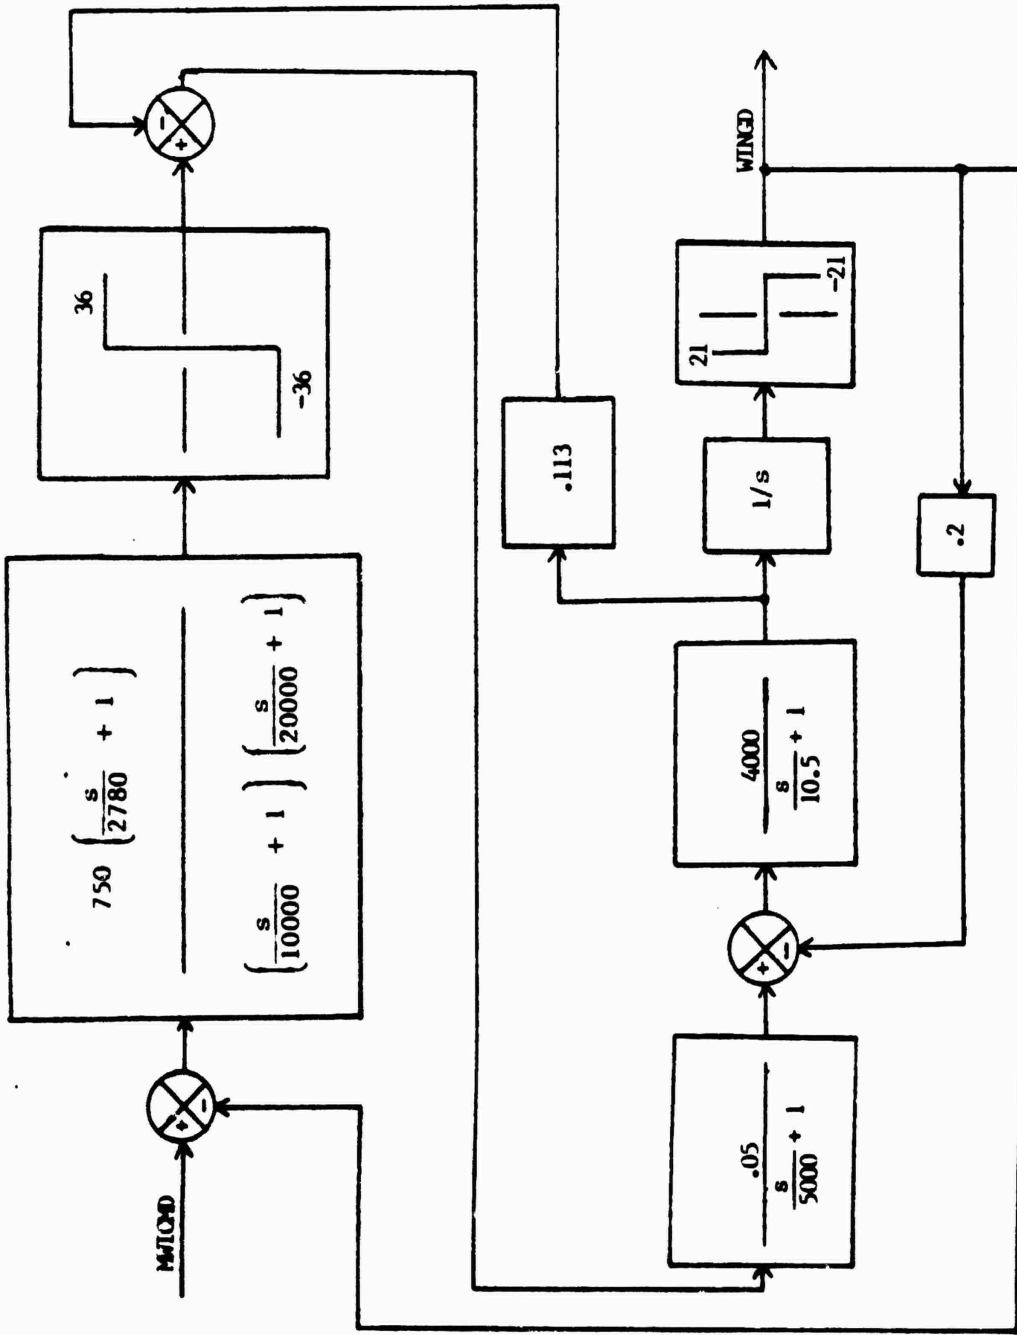 MWICMD
+
-
750 ( s/2780 + 1 )
( s/10000 + 1 ) ( s/20000 + 1 )
36
-36
+
-
.113
.05
s/5000 + 1
+
-
4000
s/10.5 + 1
1/s
21
-21
WINGD
.2